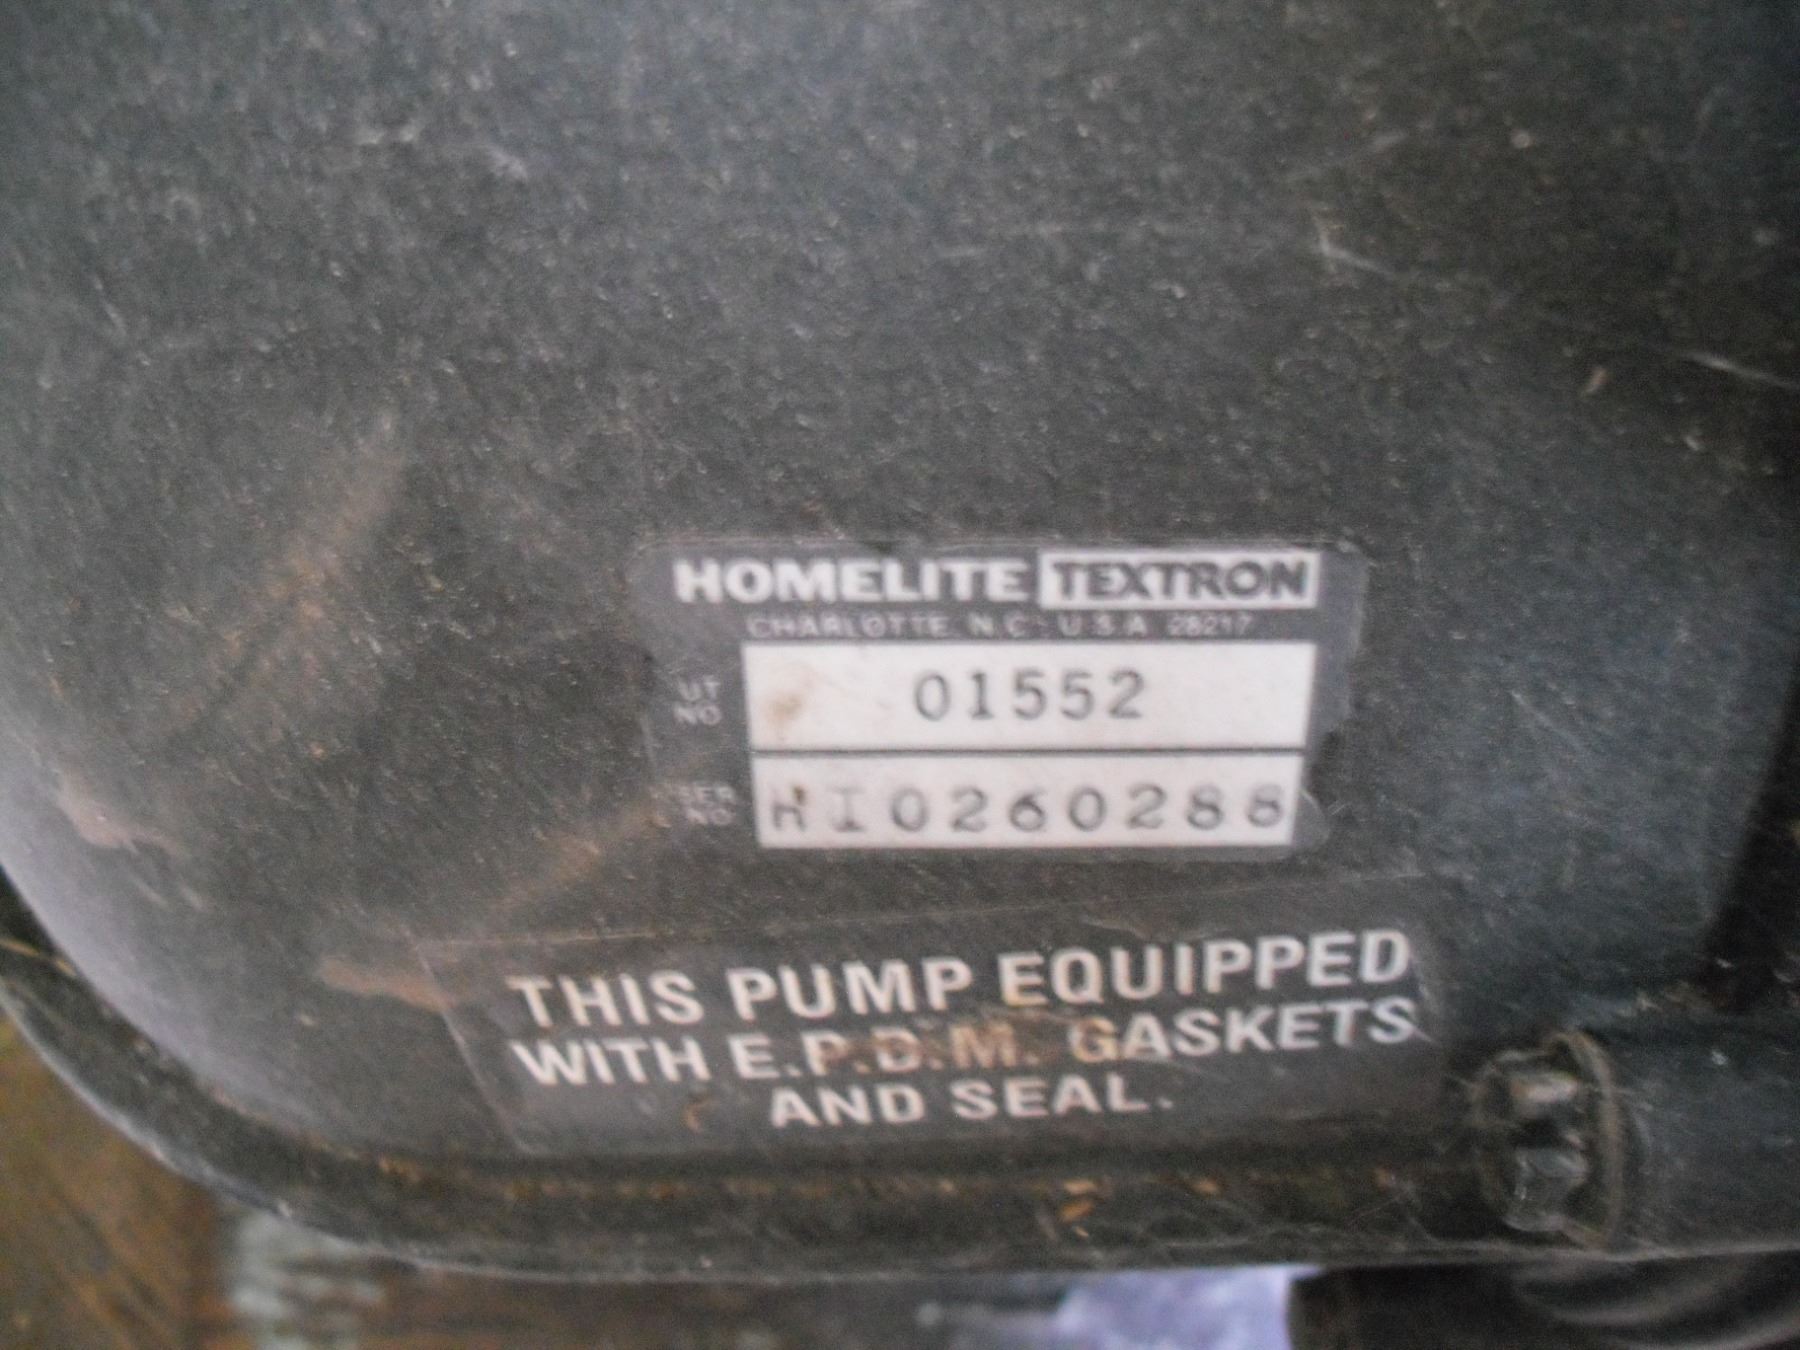 HOMELITE TEXTRON
CHARLOTTE, N.C. U.S.A. 28217
UT NO 01552
SER NO HI0260288
THIS PUMP EQUIPPED
WITH E.P.D.M. GASKETS
AND SEAL.